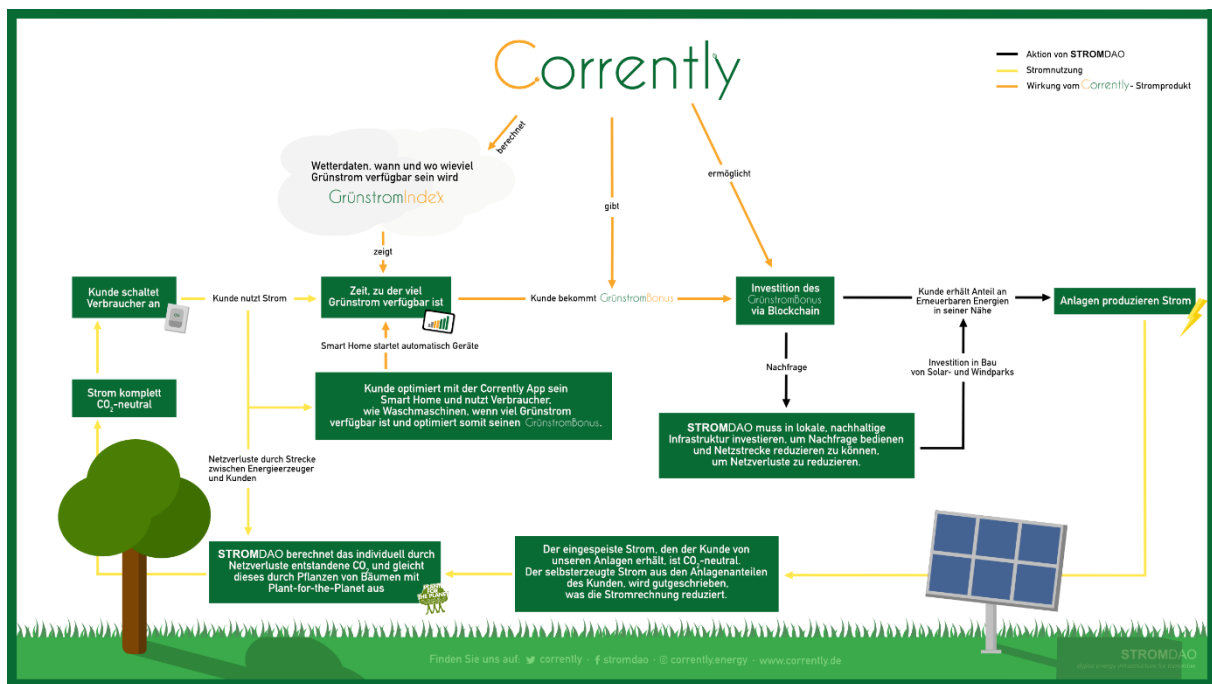 Corrently
Aktion von STROMDAO
Stromnutzung
Wirkung vom Corrently- Stromprodukt
berechnet
gibt
ermöglicht
Wetterdaten, wann und wo wieviel
Grünstrom verfügbar sein wird
GrünstromIndex
zeigt
Kunde schaltet
Verbraucher an
Kunde nutzt Strom
Zeit, zu der viel
Grünstrom verfügbar ist
Kunde bekommt GrünstromBonus
Investition des
GrünstromBonus
via Blockchain
Kunde erhält Anteil an
Erneuerbaren Energien
in seiner Nähe
Anlagen produzieren Strom
Smart Home startet automatisch Geräte
Nachfrage
Investition in Bau
von Solar- und Windparks
Strom komplett
CO₂-neutral
Kunde optimiert mit der Corrently App sein
Smart Home und nutzt Verbraucher,
wie Waschmaschinen, wenn viel Grünstrom
verfügbar ist und optimiert somit seinen GrünstromBonus.
STROMDAO muss in lokale, nachhaltige
Infrastruktur investieren, um Nachfrage bedienen
und Netzstrecke reduzieren zu können,
um Netzverluste zu reduzieren.
Netzverluste durch Strecke
zwischen Energieerzeuger
und Kunden
STROMDAO berechnet das individuell durch
Netzverluste entstandene CO₂ und gleicht
dieses durch Pflanzen von Bäumen mit
Plant-for-the-Planet aus
PLANT
FOR
THE PLANET
Der eingespeiste Strom, den der Kunde von
unseren Anlagen erhält, ist CO₂-neutral.
Der selbsterzeugte Strom aus den Anlagenanteilen
des Kunden, wird gutgeschrieben,
was die Stromrechnung reduziert.
Finden Sie uns auf: corrently · stromdao · corrently.energy · www.corrently.de
STROMDAO